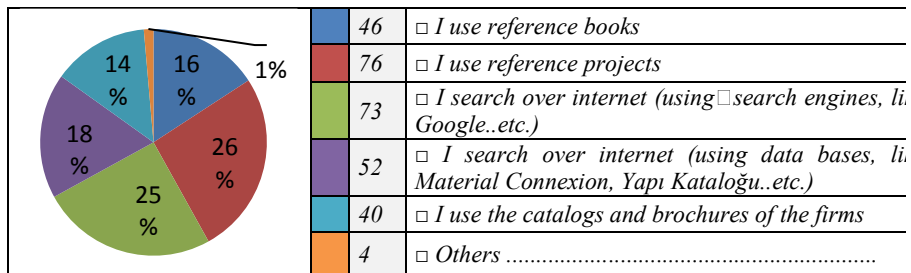 16
%
26
%
25
%
18
%
14
%
1%
46 □ I use reference books
76 □ I use reference projects
73 □ I search over internet (using□search engines, li
Google..etc.)
52 □ I search over internet (using data bases, li
Material Connexion, Yapı Kataloğu..etc.)
40 □ I use the catalogs and brochures of the firms
4 □ Others ..............................................................